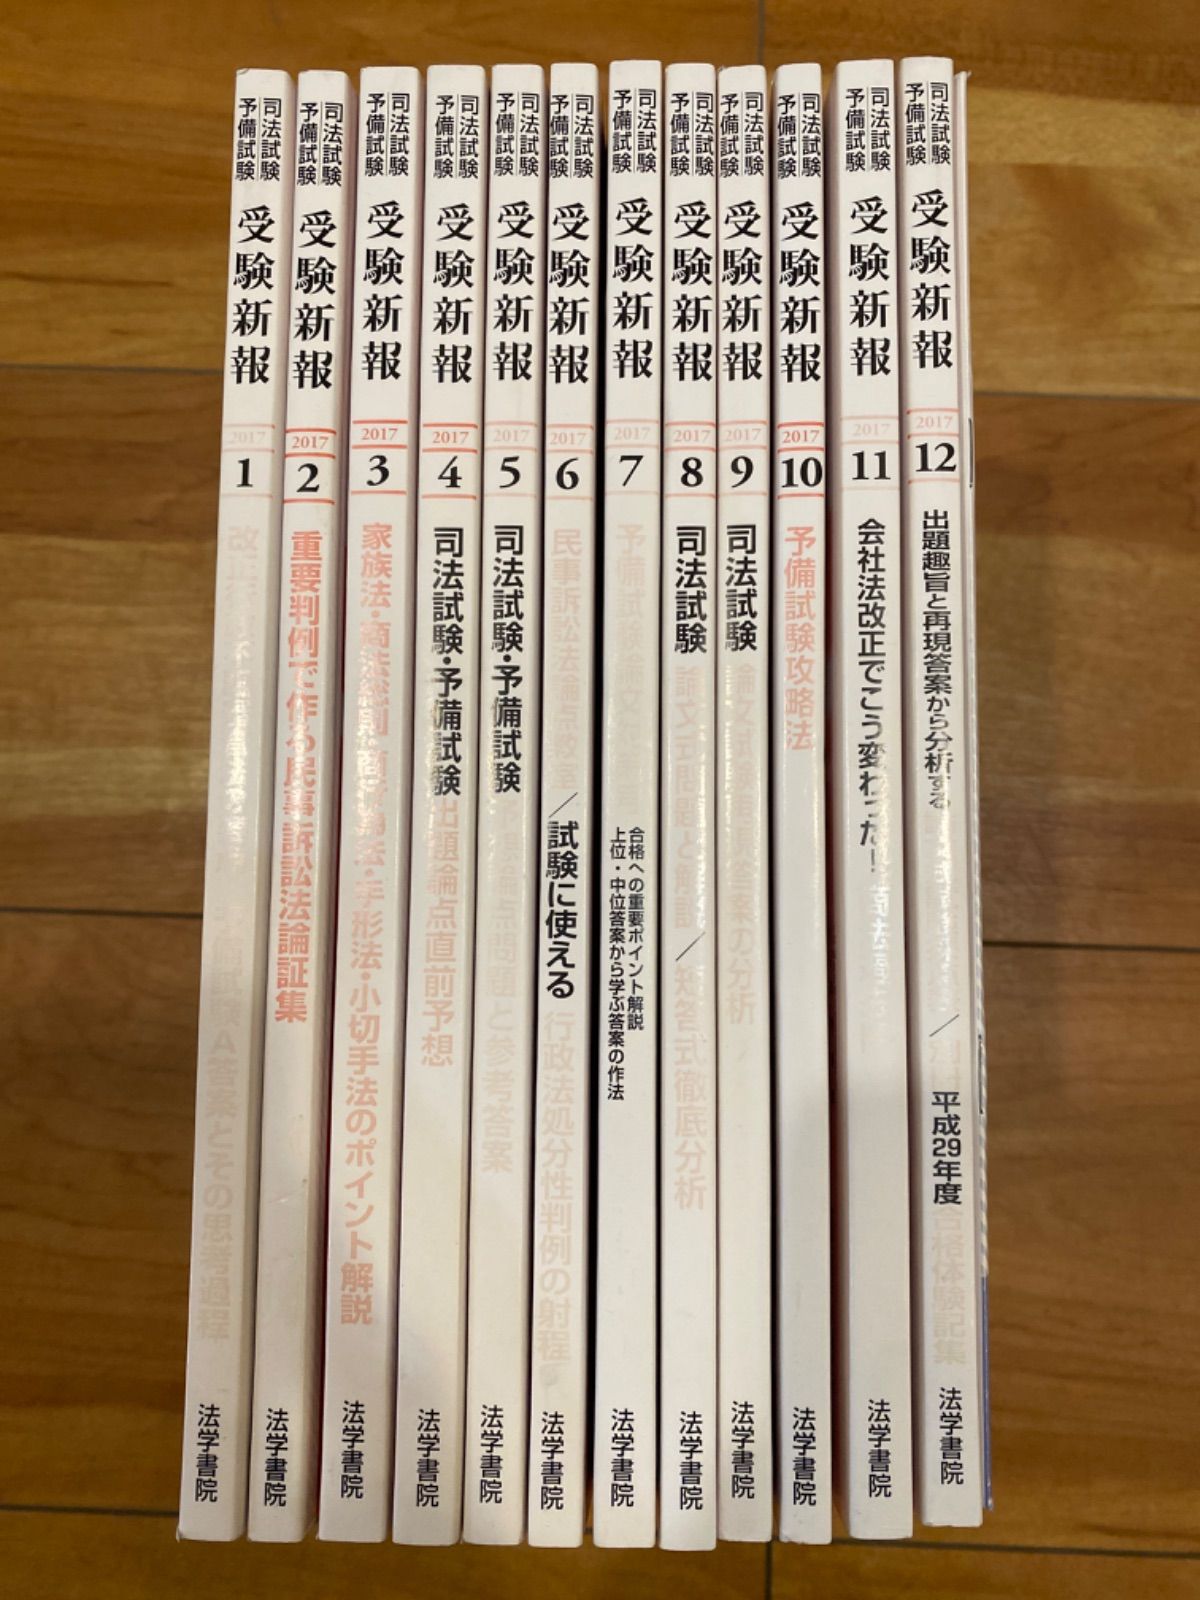 司法試験
予備試験
受験新報
2017
1
A答案とその思考過程
法学書院
司法試験
予備試験
受験新報
2017
2
重要判例で作る民事訴訟法論証集
法学書院
司法試験
予備試験
受験新報
2017
3
家族法・商法総則・商行為法・手形法・小切手法のポイント解説
法学書院
司法試験
予備試験
受験新報
2017
4
司法試験・予備試験
出題論点直前予想
法学書院
司法試験
予備試験
受験新報
2017
5
司法試験・予備試験
論点問題と参考答案
法学書院
司法試験
予備試験
受験新報
2017
6
民事訴訟法論点教室
／試験に使える
行政法処分性判例の射程
法学書院
司法試験
予備試験
受験新報
2017
7
予備試験論文
合格への重要ポイント解説
上位・中位答案から学ぶ答案の作法
法学書院
司法試験
予備試験
受験新報
2017
8
司法試験
論文式問題と解説／短答式徹底分析
法学書院
司法試験
予備試験
受験新報
2017
9
司法試験
の分析
法学書院
司法試験
予備試験
受験新報
2017
10
予備試験攻略法
法学書院
司法試験
予備試験
受験新報
2017
11
会社法改正でこう変わった!
法学書院
司法試験
予備試験
受験新報
2017
12
出題趣旨と再現答案から分析する
／
平成29年度
合格体験記集
法学書院